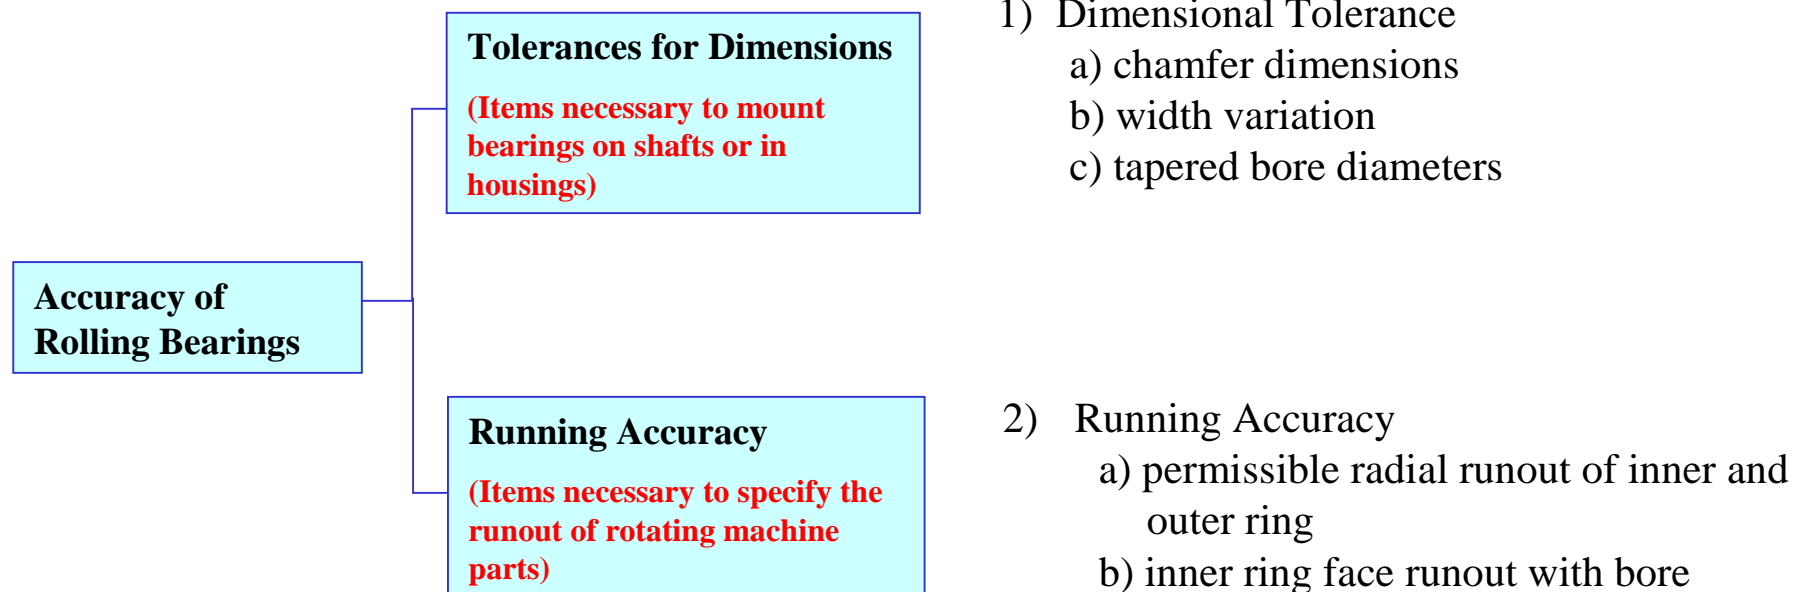 Tolerances for Dimensions
(Items necessary to mount
bearings on shafts or in
housings)
1) Dimensional Tolerance
a) chamfer dimensions
b) width variation
c) tapered bore diameters
Accuracy of
Rolling Bearings
Running Accuracy
(Items necessary to specify the
runout of rotating machine
parts)
2) Running Accuracy
a) permissible radial runout of inner and
outer ring
b) inner ring face runout with bore